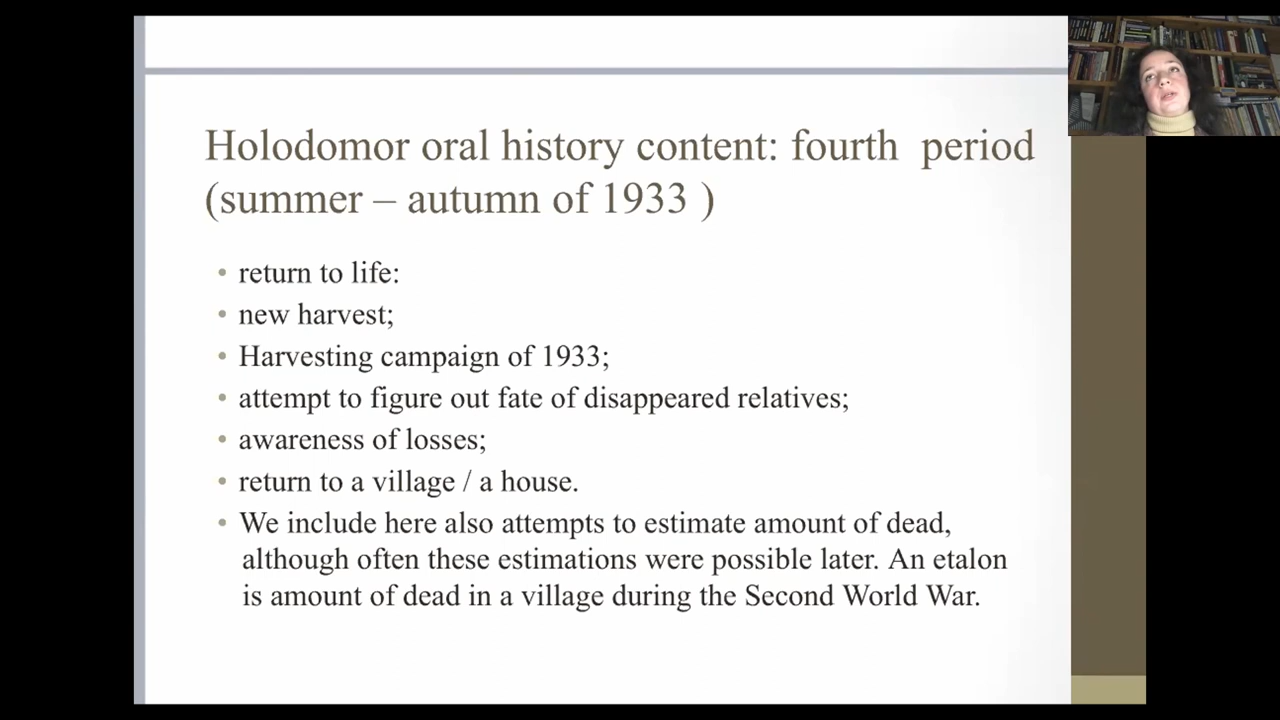 Holodomor oral history content: fourth period
(summer – autumn of 1933 )
• return to life:
• new harvest;
• Harvesting campaign of 1933;
• attempt to figure out fate of disappeared relatives;
• awareness of losses;
• return to a village / a house.
• We include here also attempts to estimate amount of dead,
although often these estimations were possible later. An etalon
is amount of dead in a village during the Second World War.